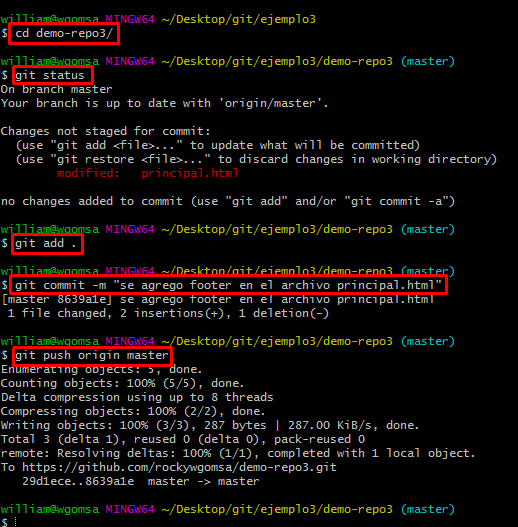 william@wgomsa MINGW64 ~/Desktop/git/ejemplo3
$ cd demo-repo3/
william@wgomsa MINGW64 ~/Desktop/git/ejemplo3/demo-repo3 (master)
$ git status
On branch master
Your branch is up to date with 'origin/master'.
Changes not staged for commit:
(use "git add <file>..." to update what will be committed)
(use "git restore <file>..." to discard changes in working directory)
modified: principal.html
no changes added to commit (use "git add" and/or "git commit -a")
william@wgomsa MINGW64 ~/Desktop/git/ejemplo3/demo-repo3 (master)
$ git add .
william@wgomsa MINGW64 ~/Desktop/git/ejemplo3/demo-repo3 (master)
$ git commit -m "se agrego footer en el archivo principal.html"
[master 8639a1e] se agrego footer en el archivo principal.html
1 file changed, 2 insertions(+), 1 deletion(-)
william@wgomsa MINGW64 ~/Desktop/git/ejemplo3/demo-repo3 (master)
$ git push origin master
Enumerating objects: 5, done.
Counting objects: 100% (5/5), done.
Delta compression using up to 8 threads
Compressing objects: 100% (2/2), done.
Writing objects: 100% (3/3), 287 bytes | 287.00 KiB/s, done.
Total 3 (delta 1), reused 0 (delta 0), pack-reused 0
remote: Resolving deltas: 100% (1/1), completed with 1 local object.
To https://github.com/rockywgomsa/demo-repo3.git
29d1ece..8639a1e master -> master
william@wgomsa MINGW64 ~/Desktop/git/ejemplo3/demo-repo3 (master)
$